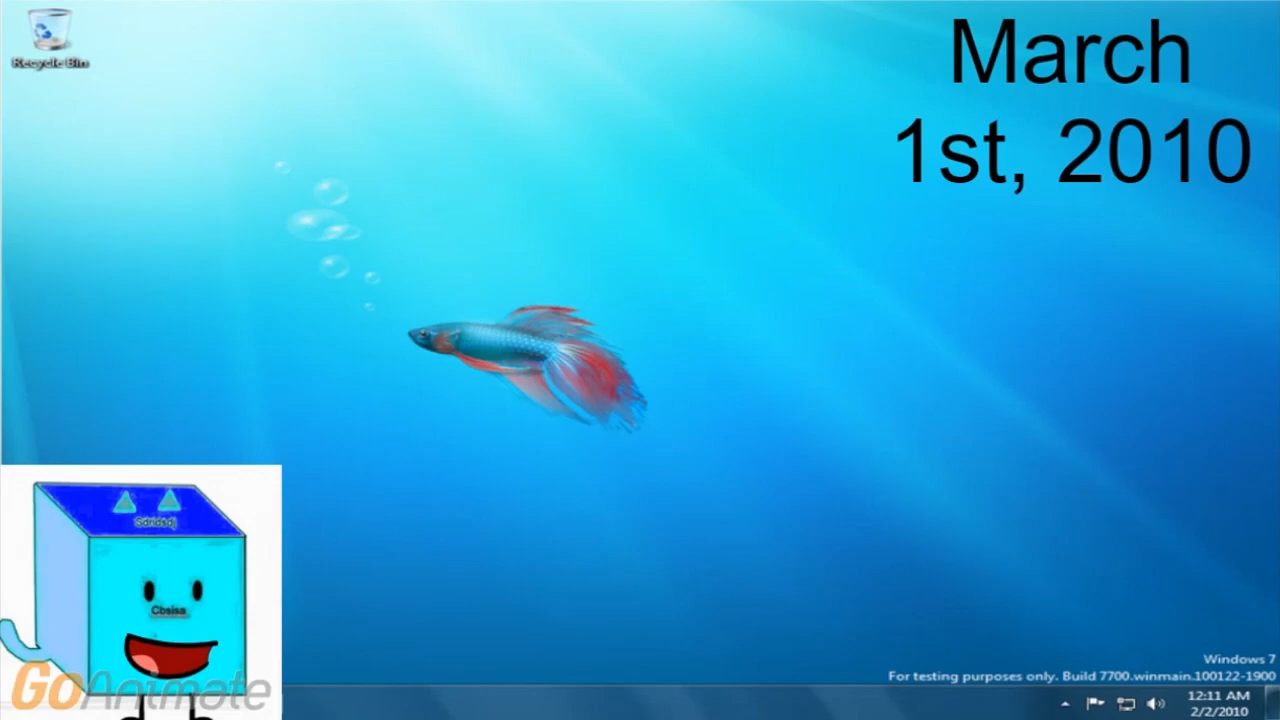 Recycle Bin
March
1st, 2010
Cbsisa
GoAnimate
Windows 7
For testing purposes only. Build 7700.winmain.100122-1900
12:11 AM
2/2/2010